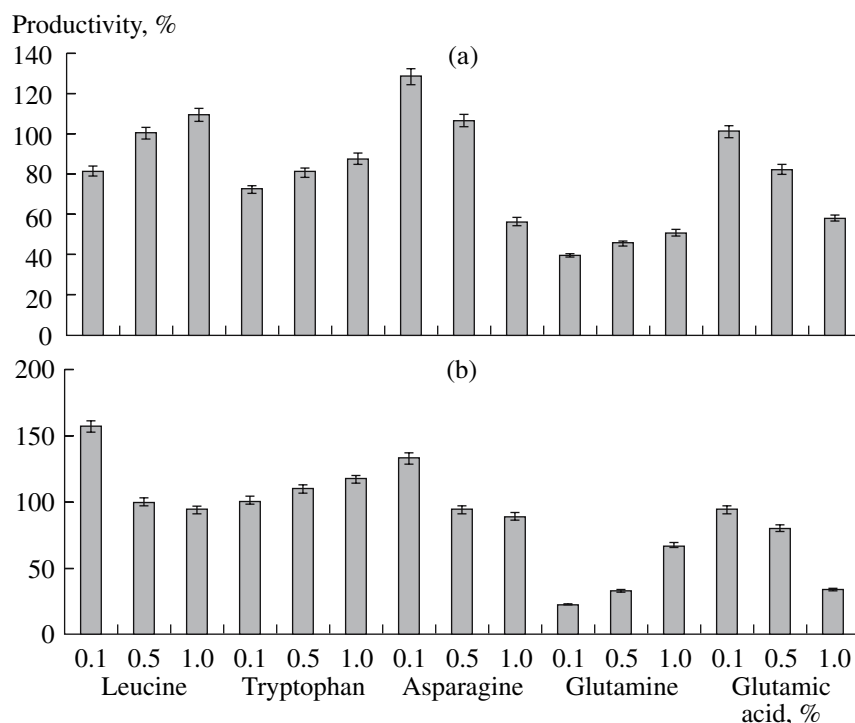 Productivity, %
(a)
140
120
100
80
60
40
20
0
(b)
200
150
100
50
0
0.1 0.5 1.0 0.1 0.5 1.0 0.1 0.5 1.0 0.1 0.5 1.0 0.1 0.5 1.0
Leucine Tryptophan Asparagine Glutamine Glutamic
acid, %